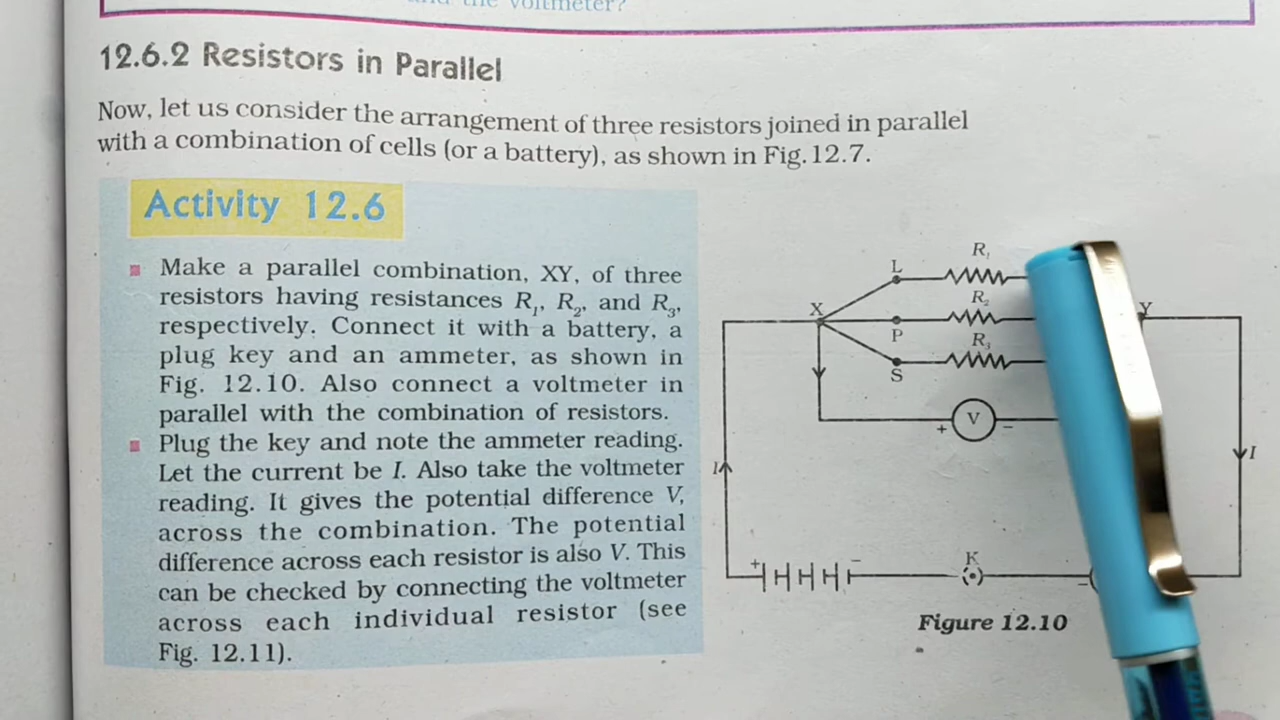 and the voltmeter?
12.6.2 Resistors in Parallel
Now, let us consider the arrangement of three resistors joined in parallel
with a combination of cells (or a battery), as shown in Fig. 12.7.
Activity 12.6
Make a parallel combination, XY, of three
resistors having resistances R₁, R₂, and R₃,
respectively. Connect it with a battery, a
plug key and an ammeter, as shown in
Fig. 12.10. Also connect a voltmeter in
parallel with the combination of resistors.
Plug the key and note the ammeter reading.
Let the current be I. Also take the voltmeter
reading. It gives the potential difference V,
across the combination. The potential
difference across each resistor is also V. This
can be checked by connecting the voltmeter
across each individual resistor (see
Fig. 12.11).
R₁
L
R₂
X
Y
P
R₃
S
+ V −
I
I
+ −
K
−
Figure 12.10